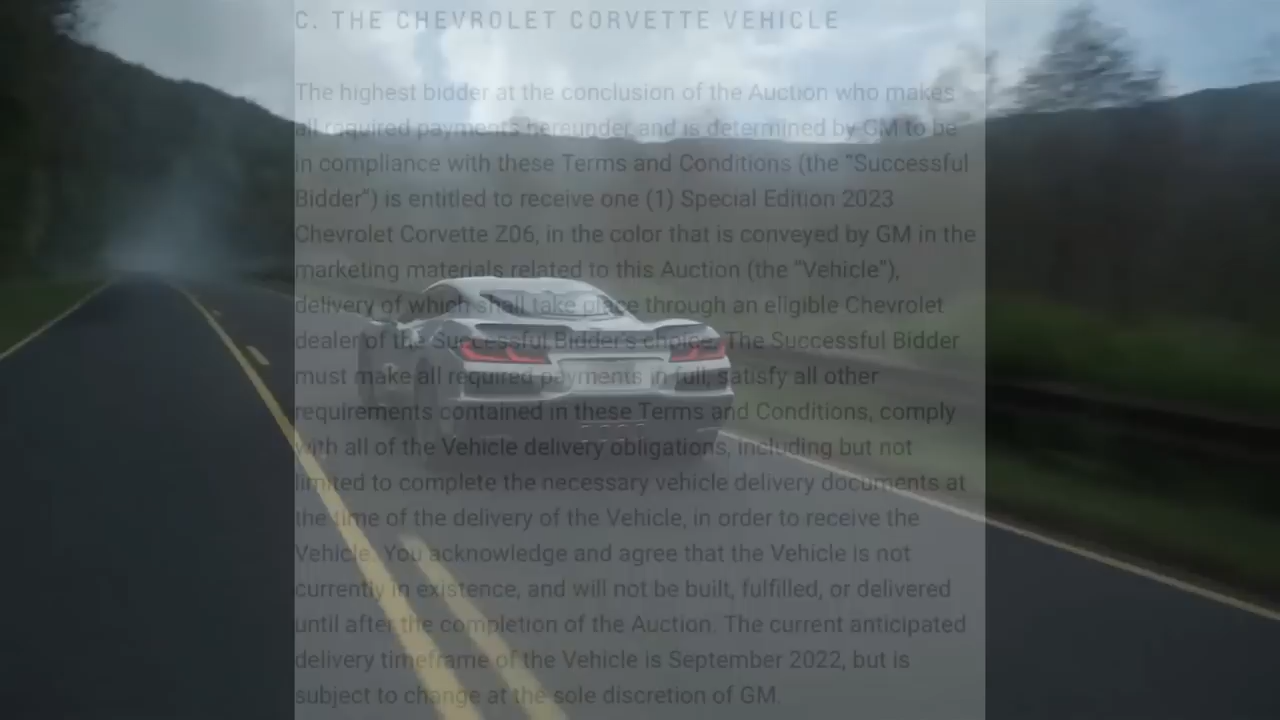 C. THE CHEVROLET CORVETTE VEHICLE
The highest bidder at the conclusion of the Auction who makes
all required payments hereunder and is determined by GM to be
in compliance with these Terms and Conditions (the “Successful
Bidder”) is entitled to receive one (1) Special Edition 2023
Chevrolet Corvette Z06, in the color that is conveyed by GM in the
marketing materials related to this Auction (the “Vehicle”),
delivery of which shall take place through an eligible Chevrolet
dealer of the Successful Bidder's choice. The Successful Bidder
must make all required payments in full, satisfy all other
requirements contained in these Terms and Conditions, comply
with all of the Vehicle delivery obligations, including but not
limited to complete the necessary vehicle delivery documents at
the time of the delivery of the Vehicle, in order to receive the
Vehicle. You acknowledge and agree that the Vehicle is not
currently in existence, and will not be built, fulfilled, or delivered
until after the completion of the Auction. The current anticipated
delivery timeframe of the Vehicle is September 2022, but is
subject to change at the sole discretion of GM.